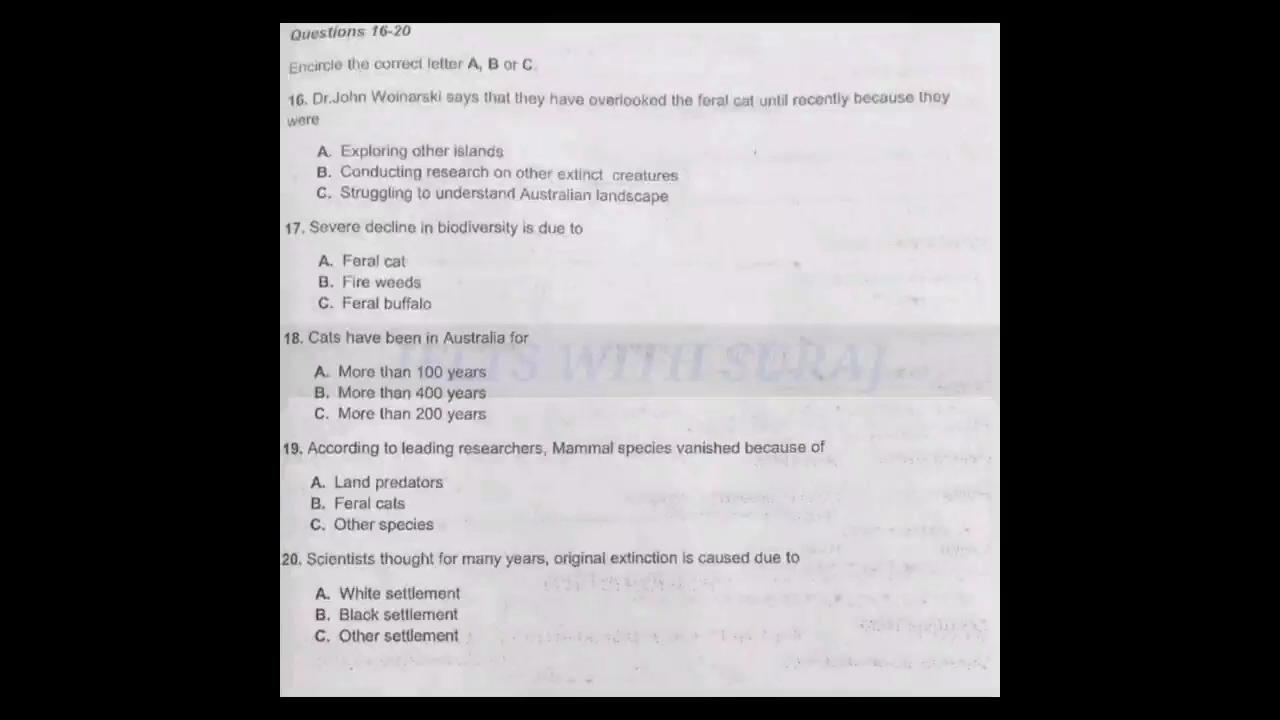 Questions 16-20
Encircle the correct letter A, B or C.
16. Dr.John Woinarski says that they have overlooked the feral cat until recently because they
were
A. Exploring other islands
B. Conducting research on other extinct creatures
C. Struggling to understand Australian landscape
17. Severe decline in biodiversity is due to
A. Feral cat
B. Fire weeds
C. Feral buffalo
18. Cats have been in Australia for
IELTS WITH SURAJ
A. More than 100 years
B. More than 400 years
C. More than 200 years
19. According to leading researchers, Mammal species vanished because of
A. Land predators
B. Feral cats
C. Other species
20. Scientists thought for many years, original extinction is caused due to
A. White settlement
B. Black settlement
C. Other settlement